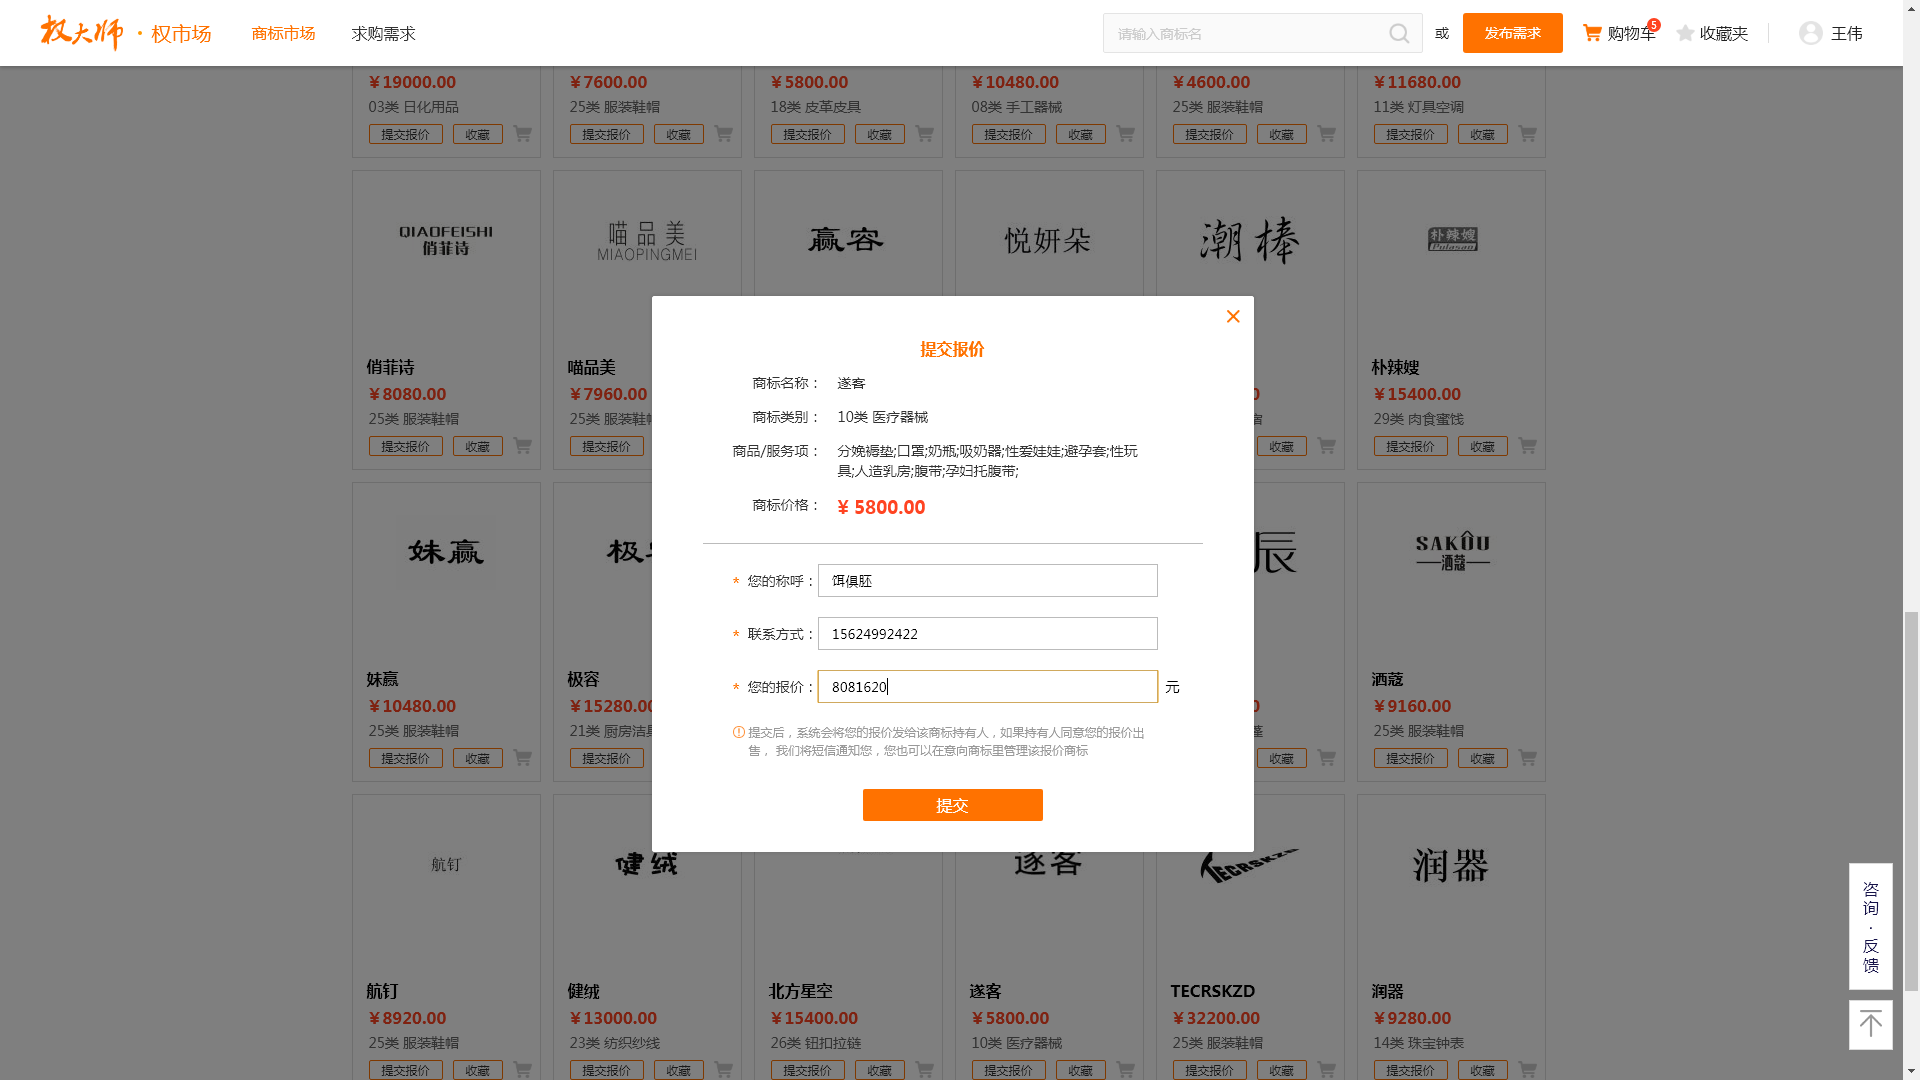 权大师·权市场 商标市场 求购需求 请输入商标名 或 发布需求 购物车 5 收藏夹 王伟
￥19000.00 ￥7600.00 ￥5800.00 ￥10480.00 ￥4600.00 ￥11680.00
03类 日化用品 25类 服装鞋帽 18类 皮革皮具 08类 手工器械 25类 服装鞋帽 11类 灯具空调
提交报价 收藏 提交报价 收藏 提交报价 收藏 提交报价 收藏 提交报价 收藏 提交报价 收藏
QIAOFEISHI
俏菲诗
喵品美
MIAOPINGMEI
赢容
悦妍朵
潮棒
朴辣嫂
Pulasao
俏菲诗 喵品美 朴辣嫂
￥8080.00 ￥7960.00 0 ￥15400.00
25类 服装鞋帽 25类 服装鞋 29类 肉食蜜饯
提交报价 收藏 提交报价 收藏 提交报价 收藏
提交报价
商标名称： 遂客
商标类别： 10类 医疗器械
商品/服务项： 分娩褥垫;口罩;奶瓶;吸奶器;性爱娃娃;避孕套;性玩
具;人造乳房;腹带;孕妇托腹带;
商标价格： ¥ 5800.00
* 您的称呼： 饵俱胚
* 联系方式： 15624992422
* 您的报价： 8081620 元
提交后，系统会将您的报价发给该商标持有人，如果持有人同意您的报价出
售， 我们将短信通知您，您也可以在意向商标里管理该报价商标
提交
妹赢
极
辰
SAKOU
洒蔻
妹赢 极容 洒蔻
￥10480.00 ￥15280.0 0 ￥9160.00
25类 服装鞋帽 21类 厨房洁具 篷 25类 服装鞋帽
提交报价 收藏 提交报价 收藏 提交报价 收藏
航钉
健绒
遂客
TECRSKZD
润器
航钉 健绒 北方星空 遂客 TECRSKZD 润器
￥8920.00 ￥13000.00 ￥15400.00 ￥5800.00 ￥32200.00 ￥9280.00
25类 服装鞋帽 23类 纺织纱线 26类 钮扣拉链 10类 医疗器械 25类 服装鞋帽 14类 珠宝钟表
提交报价 收藏 提交报价 收藏 提交报价 收藏 提交报价 收藏 提交报价 收藏 提交报价 收藏
咨
询
·
反
馈